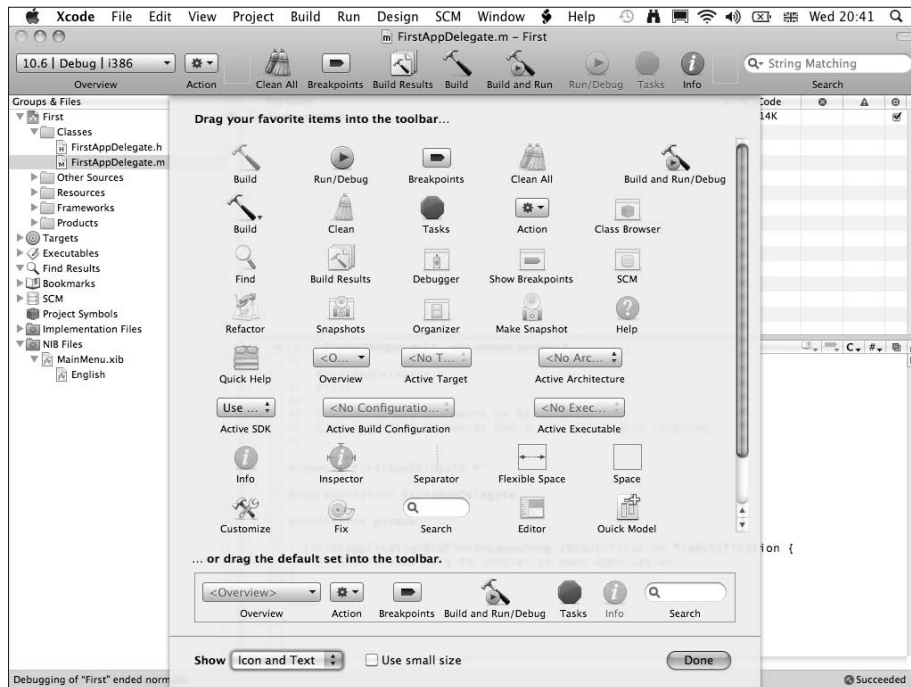 Xcode File Edit View Project Build Run Design SCM Window Help Wed 20:41
FirstAppDelegate.m – First
10.6 | Debug | i386 String Matching
Overview Action Clean All Breakpoints Build Results Build Build and Run Run/Debug Tasks Info Search
Groups & Files
First
Classes
FirstAppDelegate.h
FirstAppDelegate.m
Other Sources
Resources
Frameworks
Products
Targets
Executables
Find Results
Bookmarks
SCM
Project Symbols
Implementation Files
NIB Files
MainMenu.xib
English
Code
14K
Drag your favorite items into the toolbar...
Build Run/Debug Breakpoints Clean All Build and Run/Debug
Build Clean Tasks Action Class Browser
Find Build Results Debugger Show Breakpoints SCM
Refactor Snapshots Organizer Make Snapshot Help
<O... <No T... <No Arc...
Quick Help Overview Active Target Active Architecture
Use ... <No Configuratio... <No Exec...
Active SDK Active Build Configuration Active Executable
Info Inspector Separator Flexible Space Space
Customize Fix Search Editor Quick Model
C #
ion {
... or drag the default set into the toolbar.
<Overview>
Overview Action Breakpoints Build and Run/Debug Tasks Info Search
Show Icon and Text Use small size Done
Debugging of "First" ended norm
Succeeded